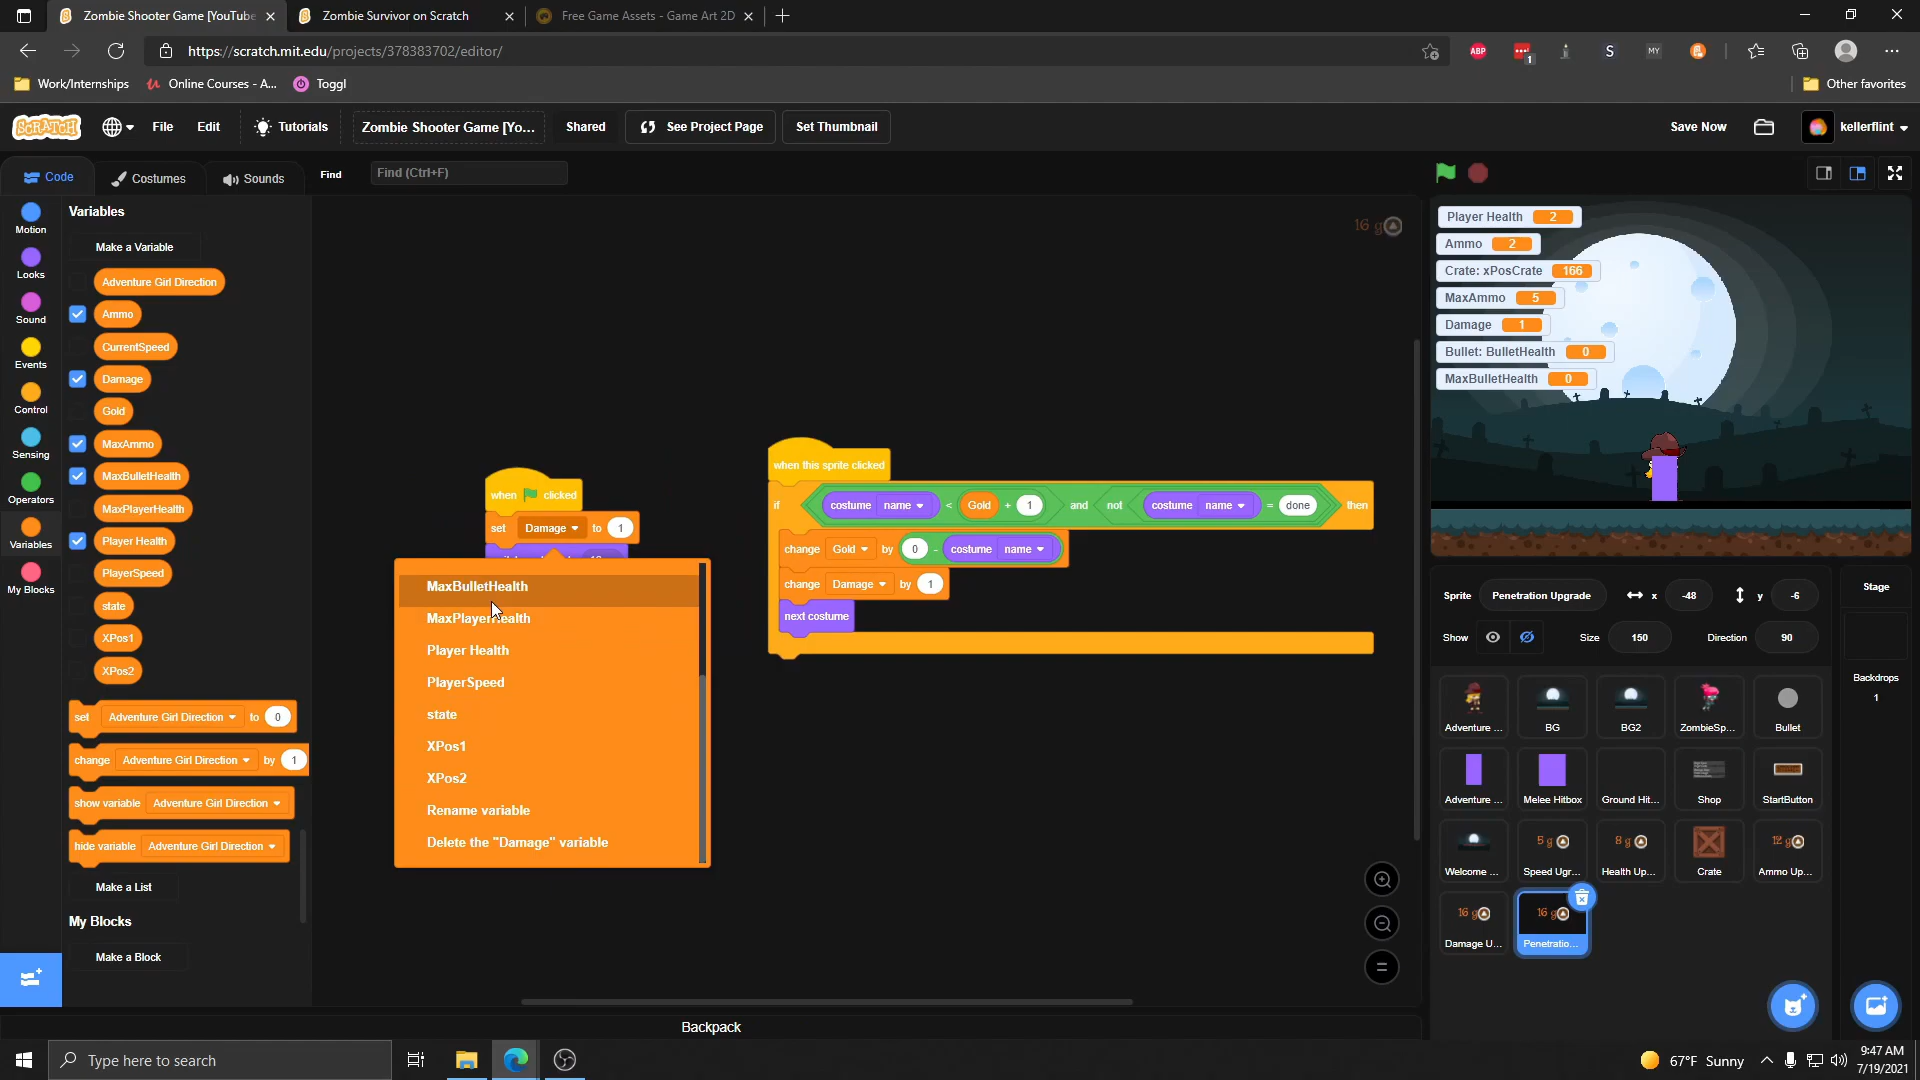 Zombie Shooter Game [YouTube
Zombie Survivor on Scratch
Free Game Assets - Game Art 2D
https://scratch.mit.edu/projects/378383702/editor/
ABP
1
S
MY
Work/Internships
Online Courses - A...
Toggl
Other favorites
SCRATCH
File
Edit
Tutorials
Zombie Shooter Game [Yo...
Shared
See Project Page
Set Thumbnail
Save Now
kellerflint
Code
Costumes
Sounds
Find
Find (Ctrl+F)
Motion
Looks
Sound
Events
Control
Sensing
Operators
Variables
My Blocks
Variables
Make a Variable
Adventure Girl Direction
Ammo
CurrentSpeed
Damage
Gold
MaxAmmo
MaxBulletHealth
MaxPlayerHealth
Player Health
PlayerSpeed
state
XPos1
XPos2
set Adventure Girl Direction to 0
change Adventure Girl Direction by 1
show variable Adventure Girl Direction
hide variable Adventure Girl Direction
Make a List
My Blocks
Make a Block
16 g
when clicked
set Damage to 1
MaxBulletHealth
MaxPlayerHealth
Player Health
PlayerSpeed
state
XPos1
XPos2
Rename variable
Delete the "Damage" variable
when this sprite clicked
if costume name < Gold + 1 and not costume name = done then
change Gold by 0 - costume name
change Damage by 1
next costume
Backpack
Player Health 2
Ammo 2
Crate: xPosCrate 166
MaxAmmo 5
Damage 1
Bullet: BulletHealth 0
MaxBulletHealth 0
Sprite Penetration Upgrade x -48 y -6
Show Size 150 Direction 90
Stage
Backdrops
1
Adventure ...
BG
BG2
ZombieSp...
Bullet
Adventure ...
Melee Hitbox
Ground Hit...
Shop
StartButton
5 g
8 g
12 g
Welcome ...
Speed Ugr...
Health Up...
Crate
Ammo Up...
16 g
16 g
Damage U...
Penetratio...
Type here to search
67°F Sunny
9:47 AM
7/19/2021